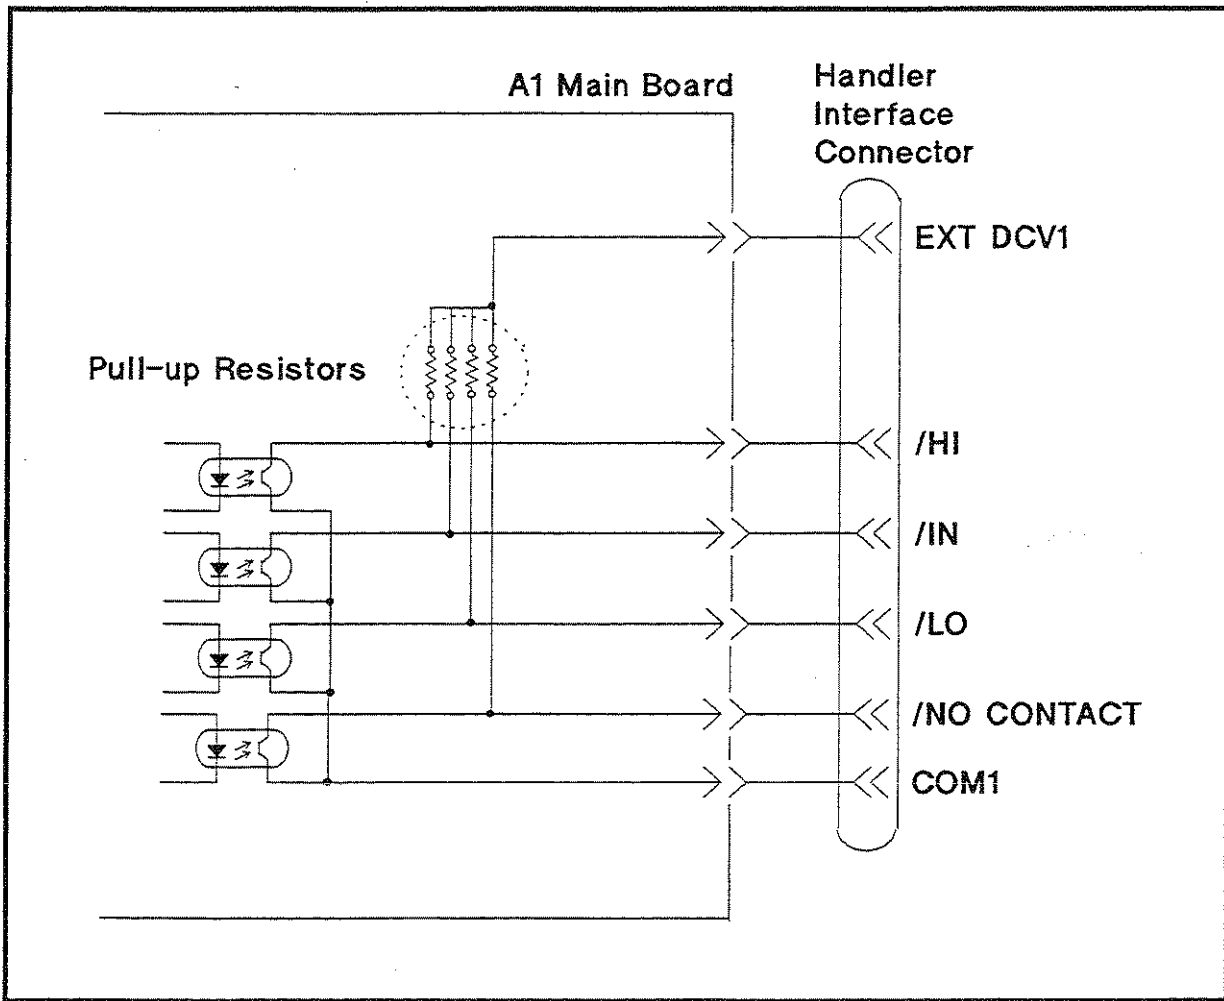 A1 Main Board
Handler
Interface
Connector
EXT DCV1
Pull-up Resistors
/HI
/IN
/LO
/NO CONTACT
COM1